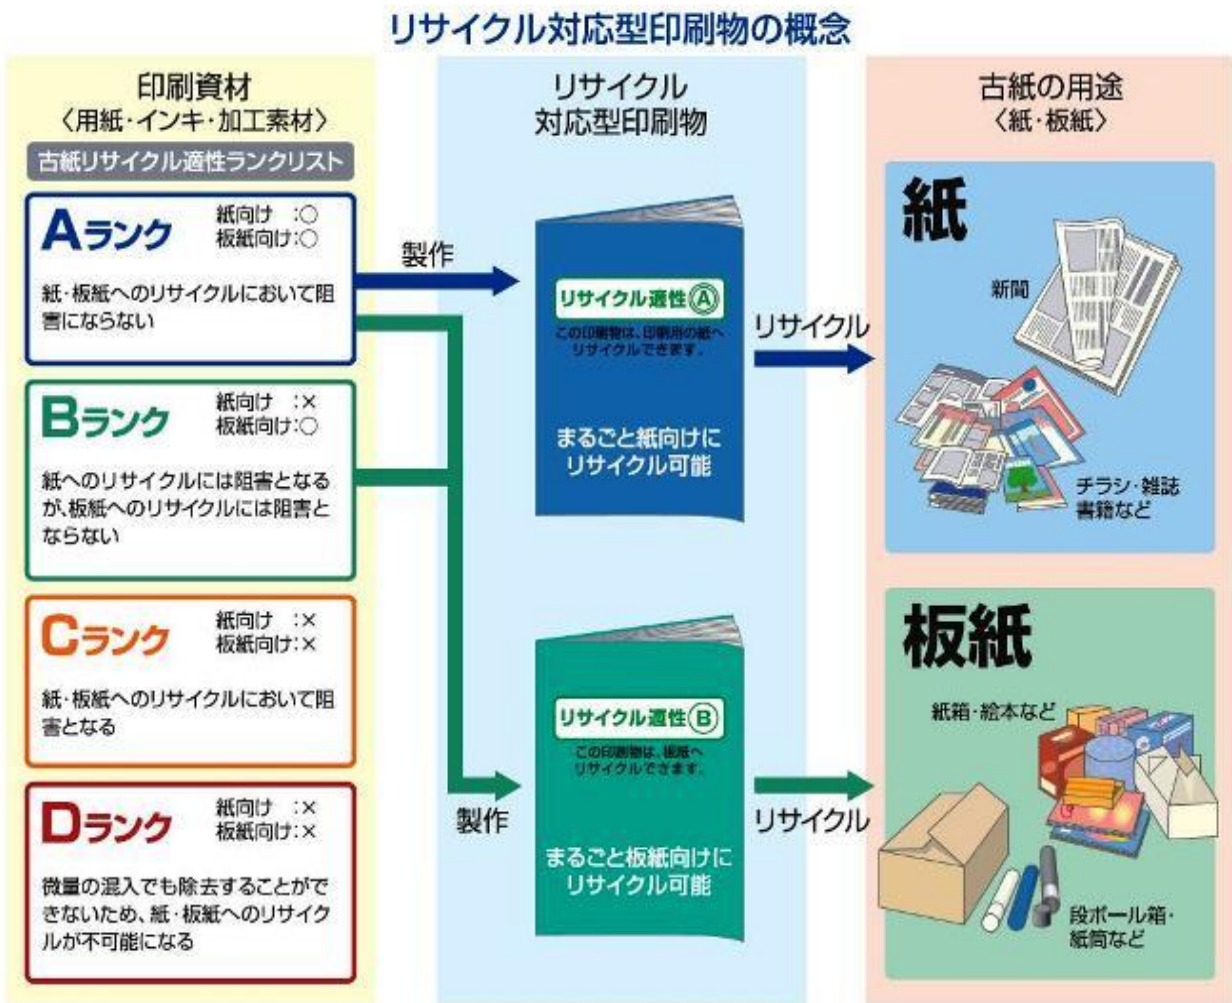 リサイクル対応型印刷物の概念
印刷資材
〈用紙・インキ・加工素材〉
古紙リサイクル適性ランクリスト
Aランク
紙向け　:○
板紙向け:○
紙・板紙へのリサイクルにおいて阻
害にならない
Bランク
紙向け　:×
板紙向け:○
紙へのリサイクルには阻害となる
が、板紙へのリサイクルには阻害と
ならない
Cランク
紙向け　:×
板紙向け:×
紙・板紙へのリサイクルにおいて阻
害となる
Dランク
紙向け　:×
板紙向け:×
微量の混入でも除去することがで
きないため、紙・板紙へのリサイク
ルが不可能になる
製作
製作
リサイクル
対応型印刷物
リサイクル適性Ⓐ
この印刷物は、印刷用の紙へ
リサイクルできます。
まるごと紙向けに
リサイクル可能
リサイクル適性Ⓑ
この印刷物は、板紙へ
リサイクルできます。
まるごと板紙向けに
リサイクル可能
リサイクル
リサイクル
古紙の用途
〈紙・板紙〉
紙
新聞
チラシ・雑誌
書籍など
板紙
紙箱・絵本など
段ボール箱・
紙筒など